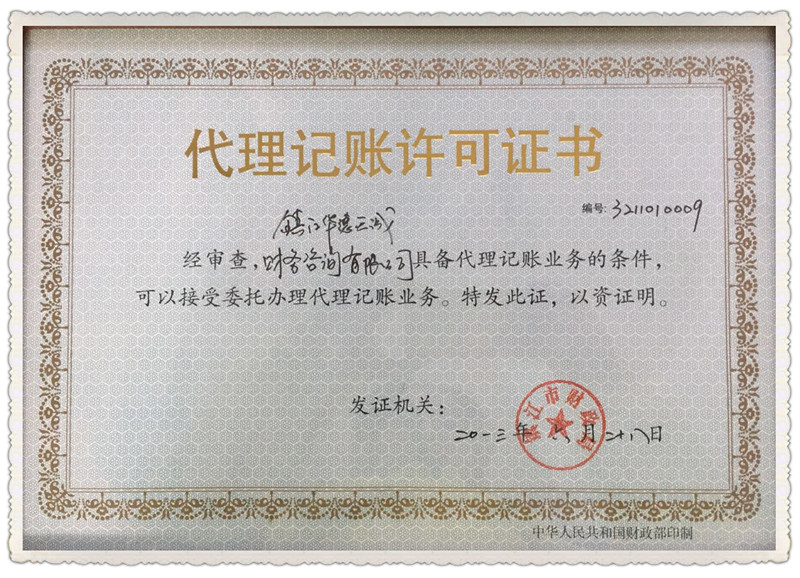 代理记账许可证书
编号: 3211010009
镇江华德天诚
经审查，财务咨询有限公司具备代理记账业务的条件，
可以接受委托办理代理记账业务。特发此证，以资证明。
发证机关：
镇江市财政局
二〇一三年 月二十八日
中华人民共和国财政部印制